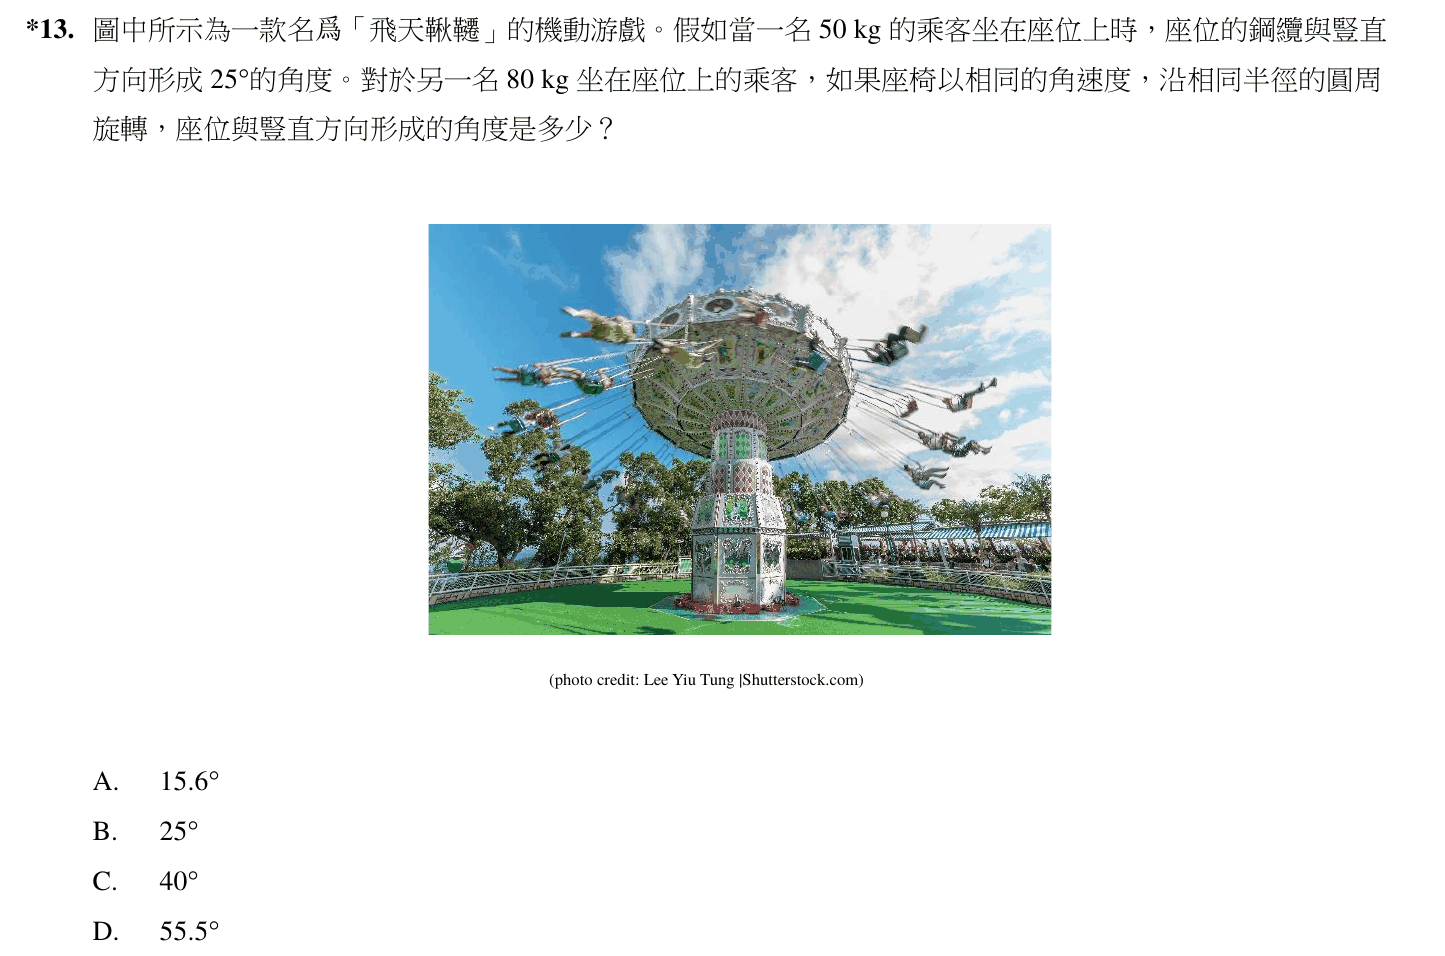 *13. 圖中所示為一款名爲「飛天鞦韆」的機動游戲。假如當一名 50 kg 的乘客坐在座位上時，座位的鋼纜與豎直
方向形成 25°的角度。對於另一名 80 kg 坐在座位上的乘客，如果座椅以相同的角速度，沿相同半徑的圓周
旋轉，座位與豎直方向形成的角度是多少？
(photo credit: Lee Yiu Tung |Shutterstock.com)
A. 15.6°
B. 25°
C. 40°
D. 55.5°